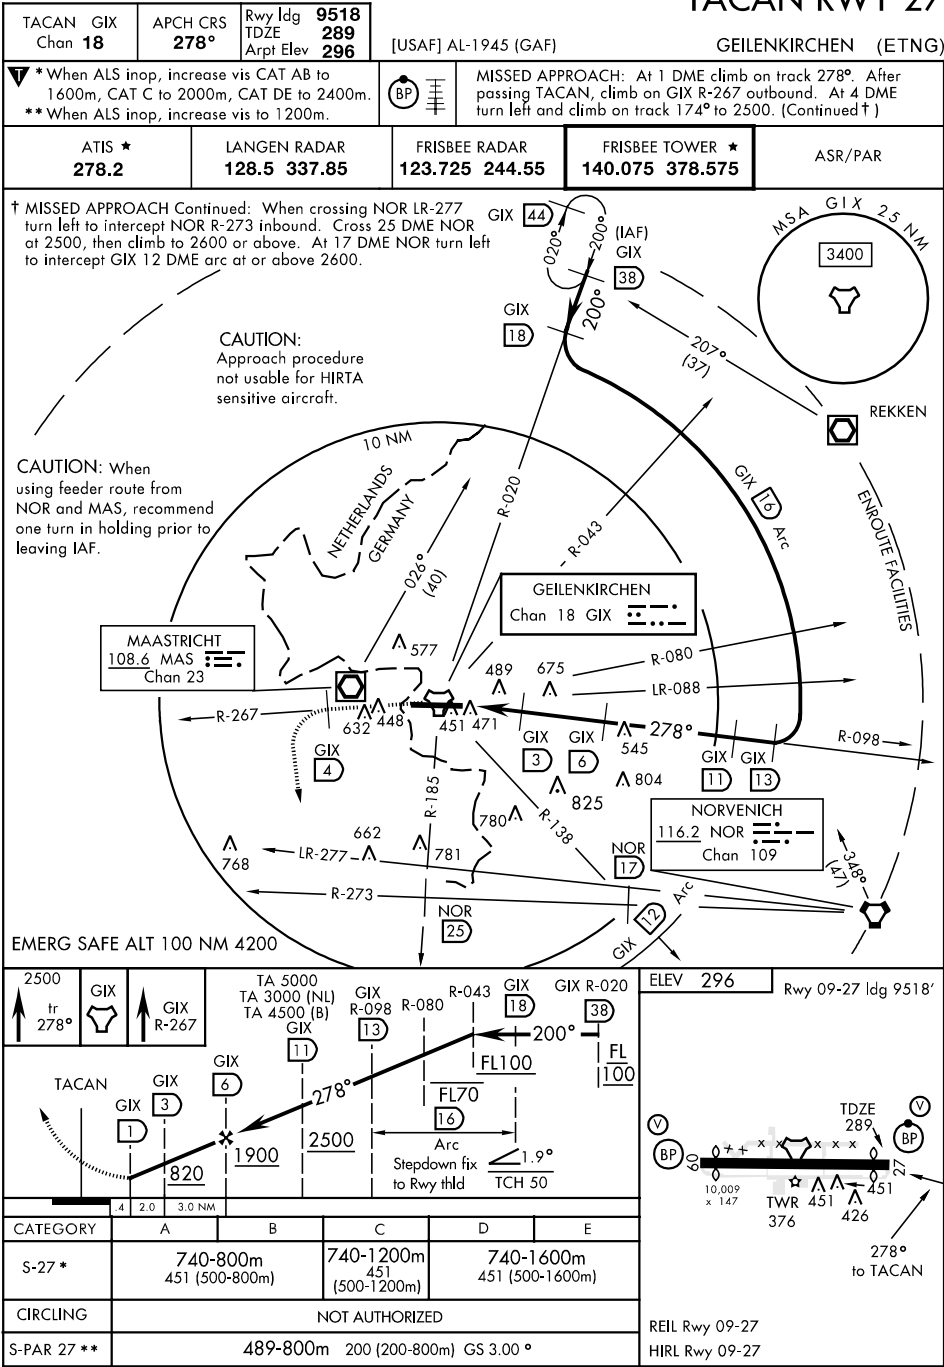 TACAN RWY 27
GEILENKIRCHEN (ETNG)
[USAF] AL-1945 (GAF)
TACAN GIX
Chan 18
APCH CRS
278°
Rwy ldg 9518
TDZE 289
Arpt Elev 296
T
* When ALS inop, increase vis CAT AB to
1600m, CAT C to 2000m, CAT DE to 2400m.
** When ALS inop, increase vis to 1200m.
BP
MISSED APPROACH: At 1 DME climb on track 278°. After
passing TACAN, climb on GIX R-267 outbound. At 4 DME
turn left and climb on track 174° to 2500. (Continued † )
ATIS ★
278.2
LANGEN RADAR
128.5 337.85
FRISBEE RADAR
123.725 244.55
FRISBEE TOWER ★
140.075 378.575
ASR/PAR
† MISSED APPROACH Continued: When crossing NOR LR-277
turn left to intercept NOR R-273 inbound. Cross 25 DME NOR
at 2500, then climb to 2600 or above. At 17 DME NOR turn left
to intercept GIX 12 DME arc at or above 2600.
GIX 44
020°
200°
(IAF)
GIX
38
200°
GIX
18
MSA GIX 25 NM
3400
CAUTION:
Approach procedure
not usable for HIRTA
sensitive aircraft.
207°
(37)
REKKEN
10 NM
CAUTION: When
using feeder route from
NOR and MAS, recommend
one turn in holding prior to
leaving IAF.
NETHERLANDS
GERMANY
R-020
R-043
GIX 16 Arc
ENROUTE FACILITIES
026°
(40)
GEILENKIRCHEN
Chan 18 GIX
MAASTRICHT
108.6 MAS
Chan 23
577
489
675
R-080
LR-088
R-267
632
448
451
471
278°
545
R-098
GIX
4
GIX
3
GIX
6
GIX
11
GIX
13
804
825
R-185
780
R-138
NORVENICH
116.2 NOR
Chan 109
768
662
781
LR-277
R-273
NOR
17
348°
(47)
NOR
25
GIX 12 Arc
EMERG SAFE ALT 100 NM 4200
2500
tr
278°
GIX
GIX
R-267
TA 5000
TA 3000 (NL)
TA 4500 (B)
GIX
11
GIX
R-098
13
R-080
R-043
GIX
18
GIX R-020
38
200°
FL100
FL
100
FL70
16
TACAN
GIX
1
GIX
3
GIX
6
278°
820
1900
2500
Arc
Stepdown fix
to Rwy thld
1.9°
TCH 50
.4
2.0
3.0 NM
ELEV 296
Rwy 09-27 ldg 9518'
TDZE
289
V
BP
V
BP
09
27
10,009
x 147
TWR
376
451
451
426
278°
to TACAN
REIL Rwy 09-27
HIRL Rwy 09-27
CATEGORY A B C D E
S-27 *
740-800m
451 (500-800m)
740-1200m
451
(500-1200m)
740-1600m
451 (500-1600m)
CIRCLING NOT AUTHORIZED
S-PAR 27 ** 489-800m 200 (200-800m) GS 3.00 °